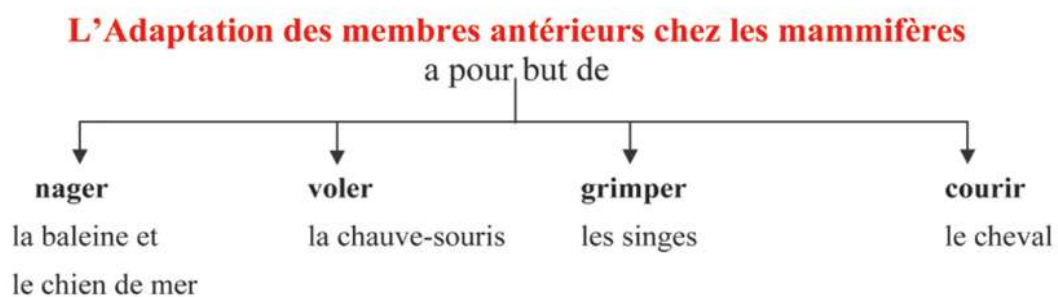 L’Adaptation des membres antérieurs chez les mammifères
a pour but de
nager
voler
grimper
courir
la baleine et
la chauve-souris
les singes
le cheval
le chien de mer